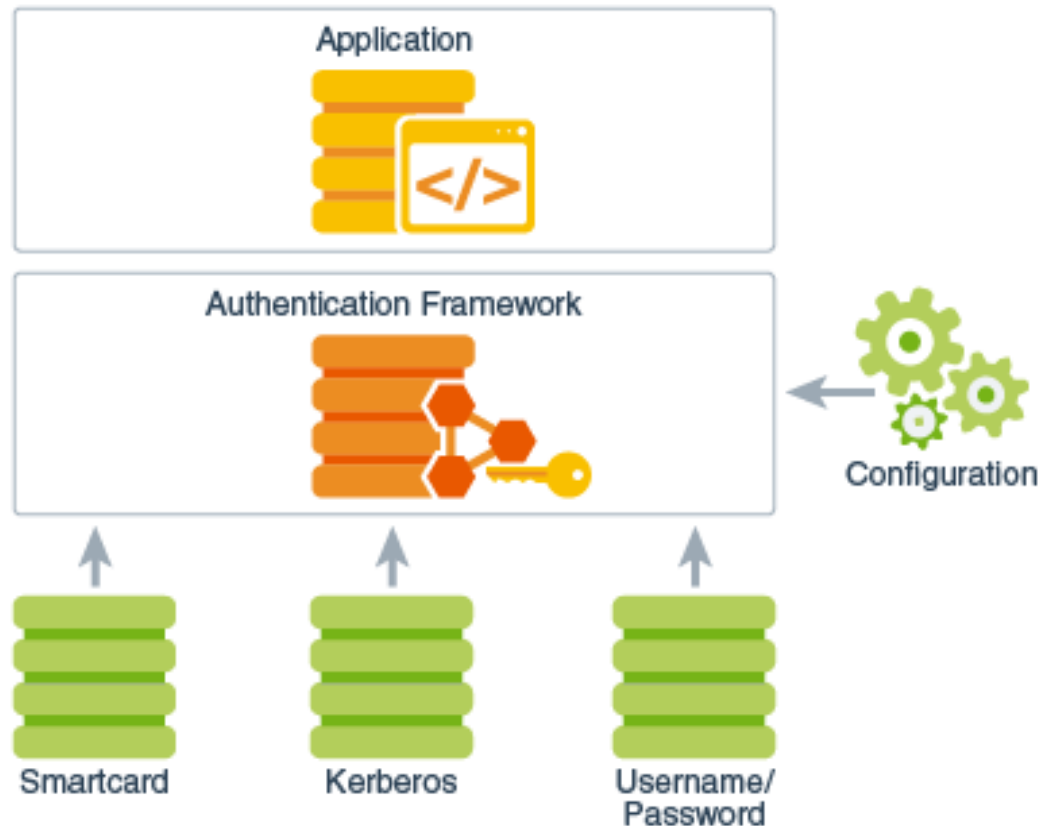 Application
</>
Authentication Framework
Configuration
Smartcard
Kerberos
Username/
Password